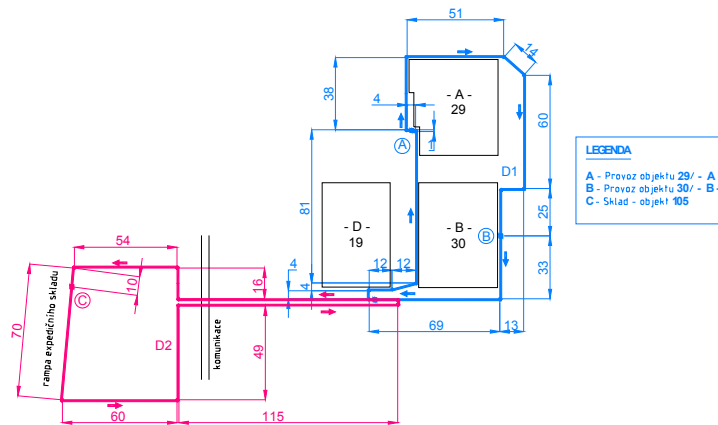 51
14
38
4
- A -
29
1
A
60
D1
LEGENDA
A - Provoz objektu 29/ - A
B - Provoz objektu 30/ - B -
C - Sklad - objekt 105
81
- D -
19
- B -
30
25
B
33
12
12
4
4
69
13
54
16
10
C
70
rampa expedičního skladu
D2
komunikace
49
60
115